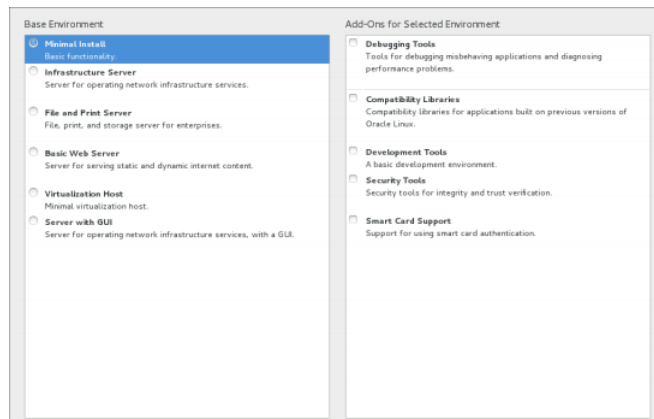 Base Environment
Minimal Install
Basic functionality.
Infrastructure Server
Server for operating network infrastructure services.
File and Print Server
File, print, and storage server for enterprises.
Basic Web Server
Server for serving static and dynamic internet content.
Virtualization Host
Minimal virtualization host.
Server with GUI
Server for operating network infrastructure services, with a GUI.
Add-Ons for Selected Environment
Debugging Tools
Tools for debugging misbehaving applications and diagnosing
performance problems.
Compatibility Libraries
Compatibility libraries for applications built on previous versions of
Oracle Linux.
Development Tools
A basic development environment.
Security Tools
Security tools for integrity and trust verification.
Smart Card Support
Support for using smart card authentication.